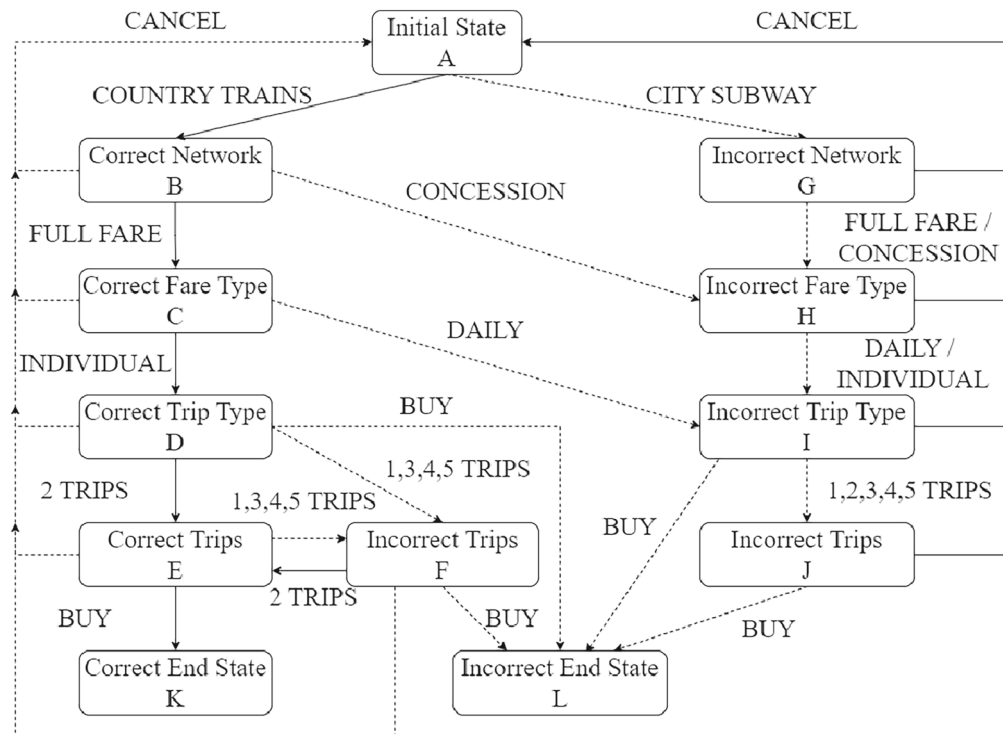 CANCEL
Initial State
A
CANCEL
COUNTRY TRAINS
CITY SUBWAY
Correct Network
B
Incorrect Network
G
CONCESSION
FULL FARE
FULL FARE /
CONCESSION
Correct Fare Type
C
Incorrect Fare Type
H
DAILY
INDIVIDUAL
DAILY /
INDIVIDUAL
Correct Trip Type
D
BUY
Incorrect Trip Type
I
2 TRIPS
1,3,4,5 TRIPS
1,3,4,5 TRIPS
1,2,3,4,5 TRIPS
Correct Trips
E
Incorrect Trips
F
BUY
Incorrect Trips
J
2 TRIPS
BUY
BUY
BUY
Correct End State
K
Incorrect End State
L